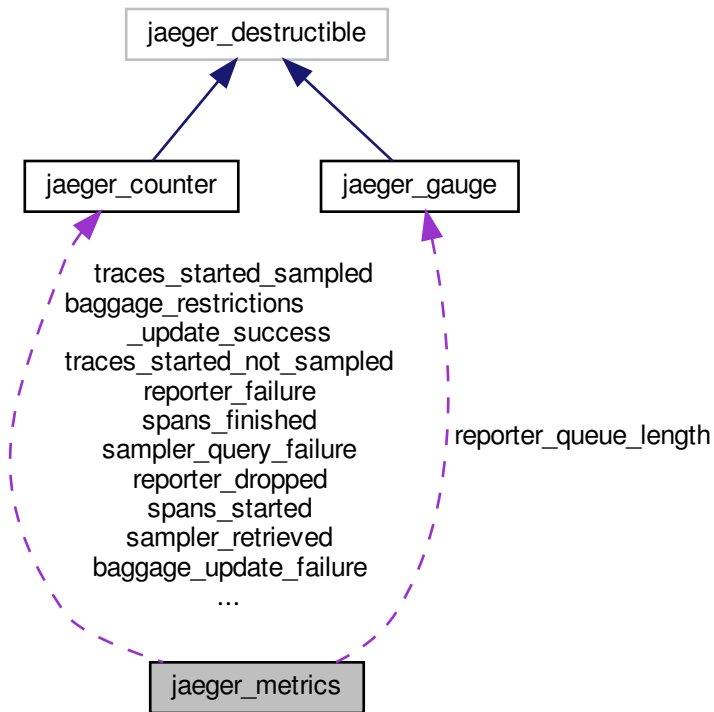 jaeger_destructible
jaeger_counter
jaeger_gauge
traces_started_sampled
baggage_restrictions
_update_success
traces_started_not_sampled
reporter_failure
spans_finished
sampler_query_failure
reporter_dropped
spans_started
sampler_retrieved
baggage_update_failure
...
reporter_queue_length
jaeger_metrics